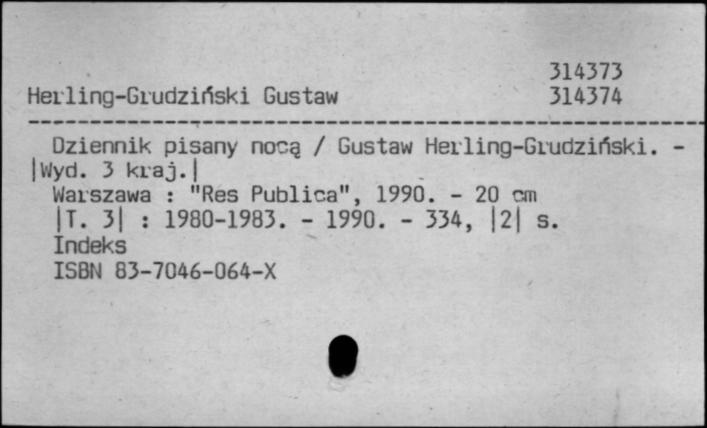 314373
Herling-Grudziński Gustaw 314374
Dziennik pisany nocą / Gustaw Herling-Grudziński. -
|Wyd. 3 kraj.|
Warszawa : "Res Publica", 1990. - 20 cm
|T. 3| : 1980-1983. - 1990. - 334, |2| s.
Indeks
ISBN 83-7046-064-X